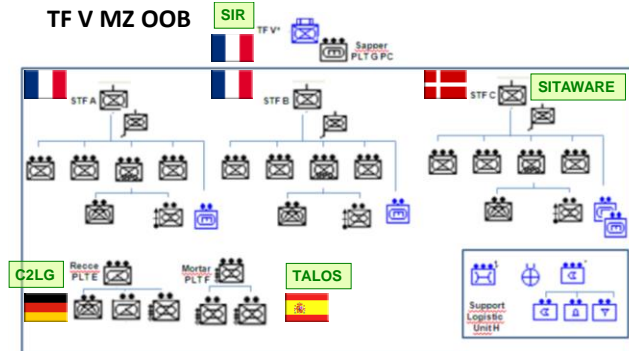 TF V MZ OOB
SIR
TF V*
Sapper
PLT G PC
STF A
STF B
STF C
SITAWARE
C2LG
Recce
PLT E
Mortar
PLT F
TALOS
Support
Logistic
Unit H